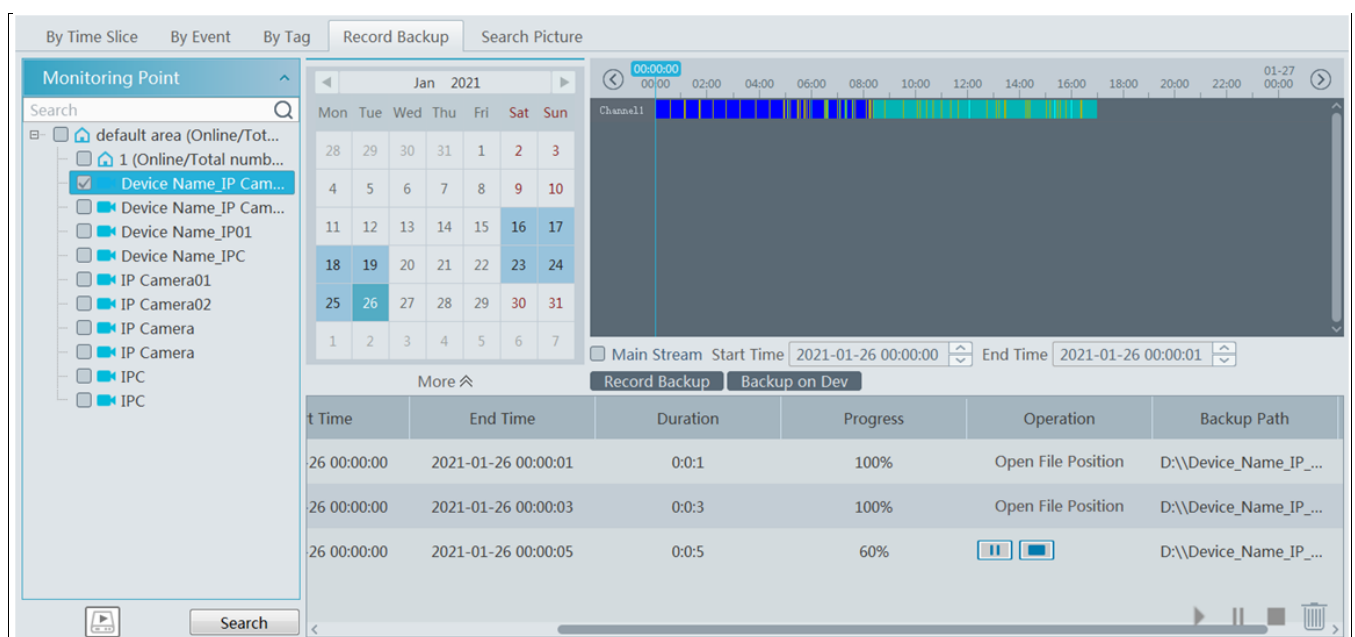 By Time Slice By Event By Tag Record Backup Search Picture
Monitoring Point
Search
default area (Online/Tot...
1 (Online/Total numb...
Device Name_IP Cam...
Device Name_IP Cam...
Device Name_IP01
Device Name_IPC
IP Camera01
IP Camera02
IP Camera
IP Camera
IPC
IPC
Search
Jan 2021
Mon Tue Wed Thu Fri Sat Sun
28 29 30 31 1 2 3
4 5 6 7 8 9 10
11 12 13 14 15 16 17
18 19 20 21 22 23 24
25 26 27 28 29 30 31
1 2 3 4 5 6 7
More
00:00:00 01-27
00:00 02:00 04:00 06:00 08:00 10:00 12:00 14:00 16:00 18:00 20:00 22:00 00:00
Channel1
Main Stream Start Time 2021-01-26 00:00:00 End Time 2021-01-26 00:00:01
Record Backup Backup on Dev
t Time End Time Duration Progress Operation Backup Path
-26 00:00:00 2021-01-26 00:00:01 0:0:1 100% Open File Position D:\\Device_Name_IP_...
-26 00:00:00 2021-01-26 00:00:03 0:0:3 100% Open File Position D:\\Device_Name_IP_...
-26 00:00:00 2021-01-26 00:00:05 0:0:5 60% D:\\Device_Name_IP_...